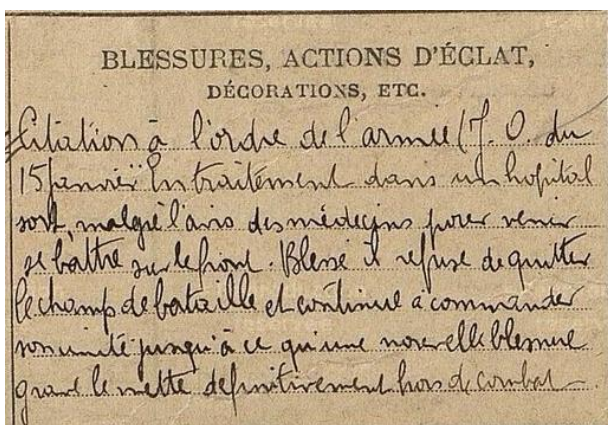 BLESSURES, ACTIONS D'ÉCLAT,
DÉCORATIONS, ETC.
Citation à l'ordre de l'armée (J. O. du
15 janvier "En traitement dans un hopital
sort, malgré l'avis des médecins pour venir
se battre sur le front. Blessé il refuse de quitter
le champ de bataille et continue à commander
son unité jusqu'à ce qu'une nouvelle blessure
grave le mette définitivement hors de combat